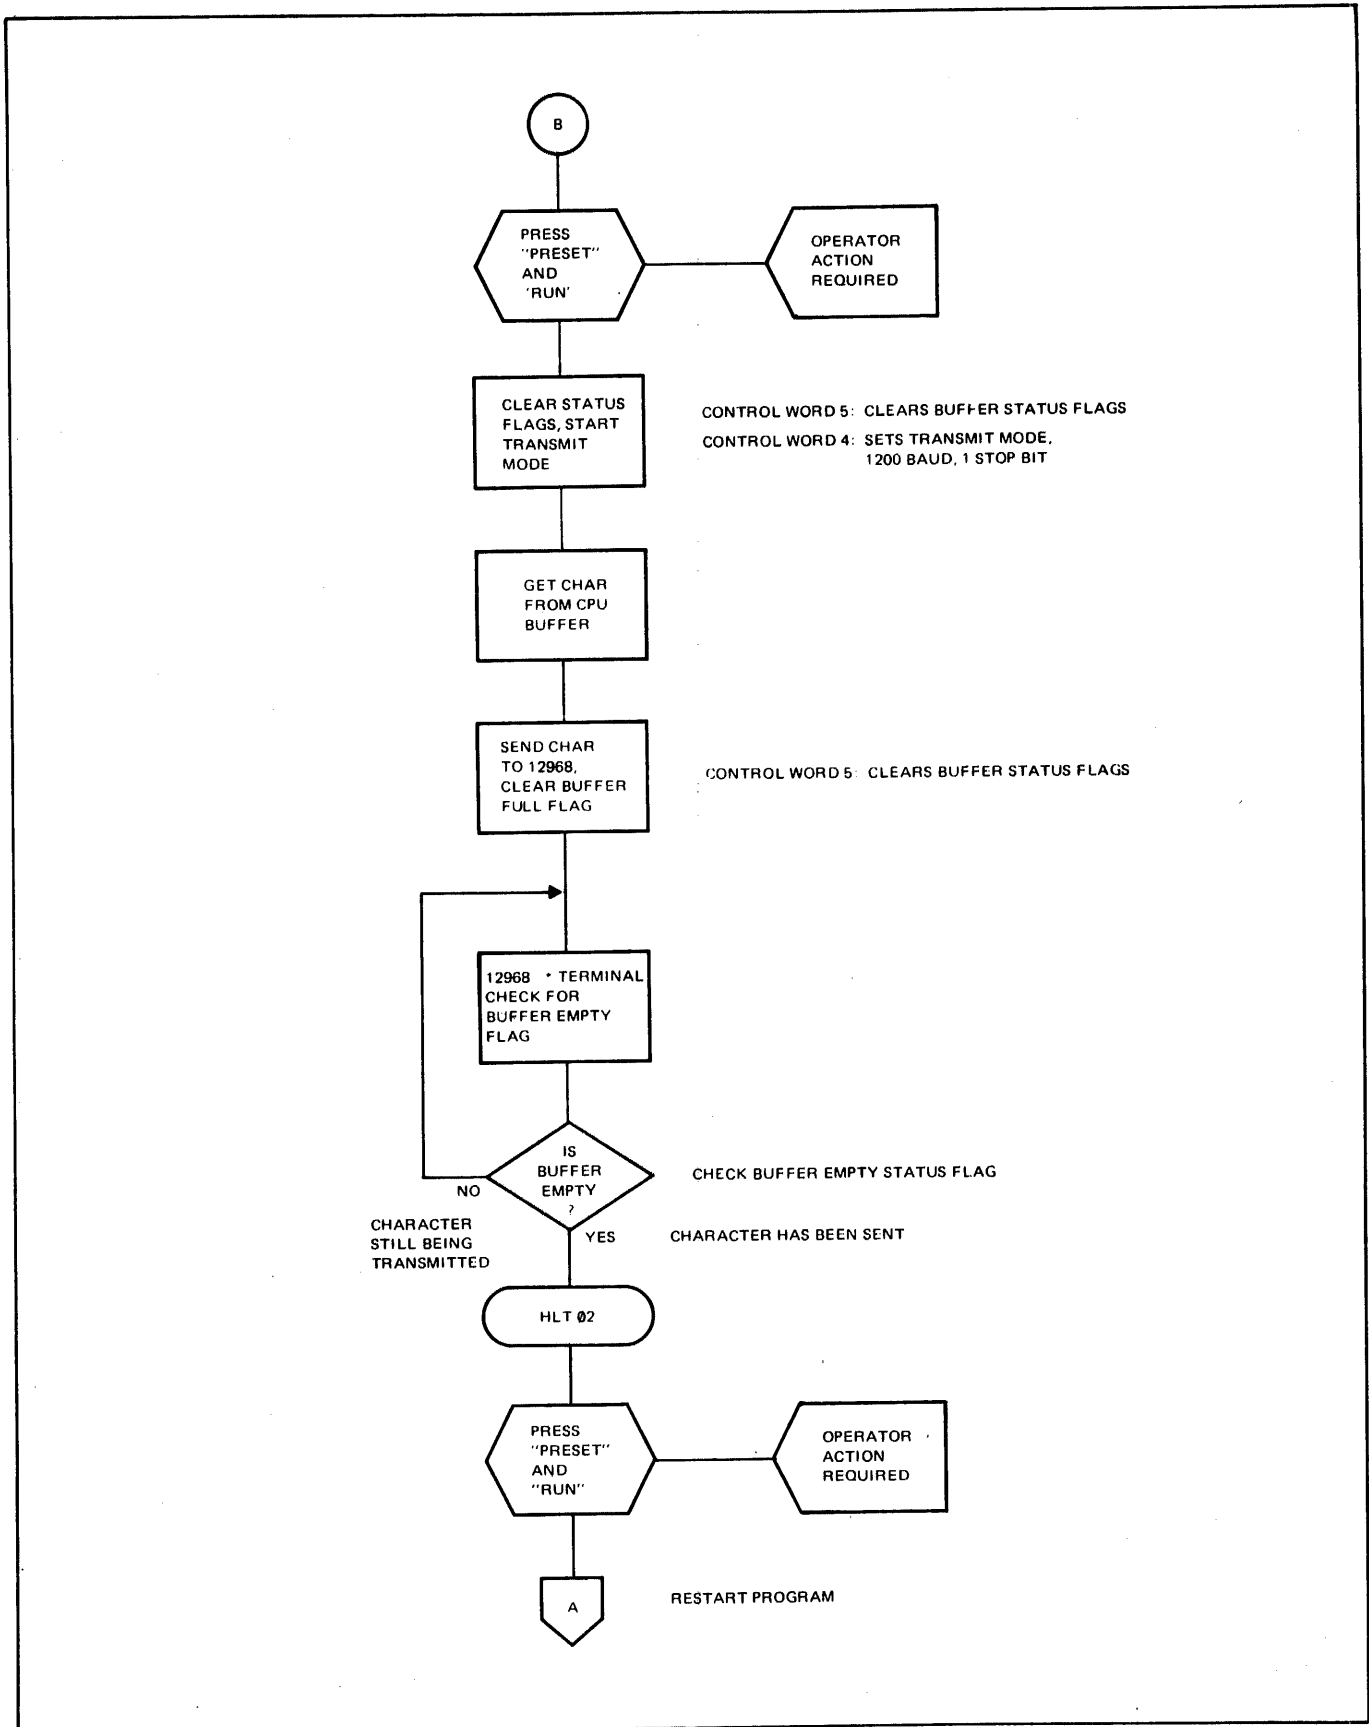 B
PRESS
"PRESET"
AND
'RUN'
OPERATOR
ACTION
REQUIRED
CLEAR STATUS
FLAGS, START
TRANSMIT
MODE
CONTROL WORD 5: CLEARS BUFFER STATUS FLAGS
CONTROL WORD 4: SETS TRANSMIT MODE,
1200 BAUD, 1 STOP BIT
GET CHAR
FROM CPU
BUFFER
SEND CHAR
TO 12968,
CLEAR BUFFER
FULL FLAG
CONTROL WORD 5: CLEARS BUFFER STATUS FLAGS
12968 * TERMINAL
CHECK FOR
BUFFER EMPTY
FLAG
IS
BUFFER
EMPTY
?
CHECK BUFFER EMPTY STATUS FLAG
NO
CHARACTER
STILL BEING
TRANSMITTED
YES
CHARACTER HAS BEEN SENT
HLT 02
PRESS
"PRESET"
AND
"RUN"
OPERATOR
ACTION
REQUIRED
A
RESTART PROGRAM